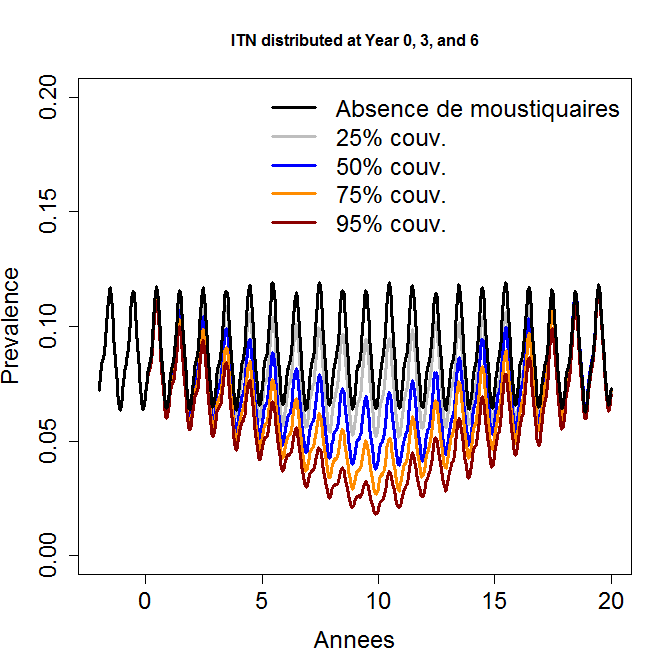 ITN distributed at Year 0, 3, and 6
Absence de moustiquaires
25% couv.
50% couv.
75% couv.
95% couv.
Prevalence
0.20
0.15
0.10
0.05
0.00
0 5 10 15 20
Annees